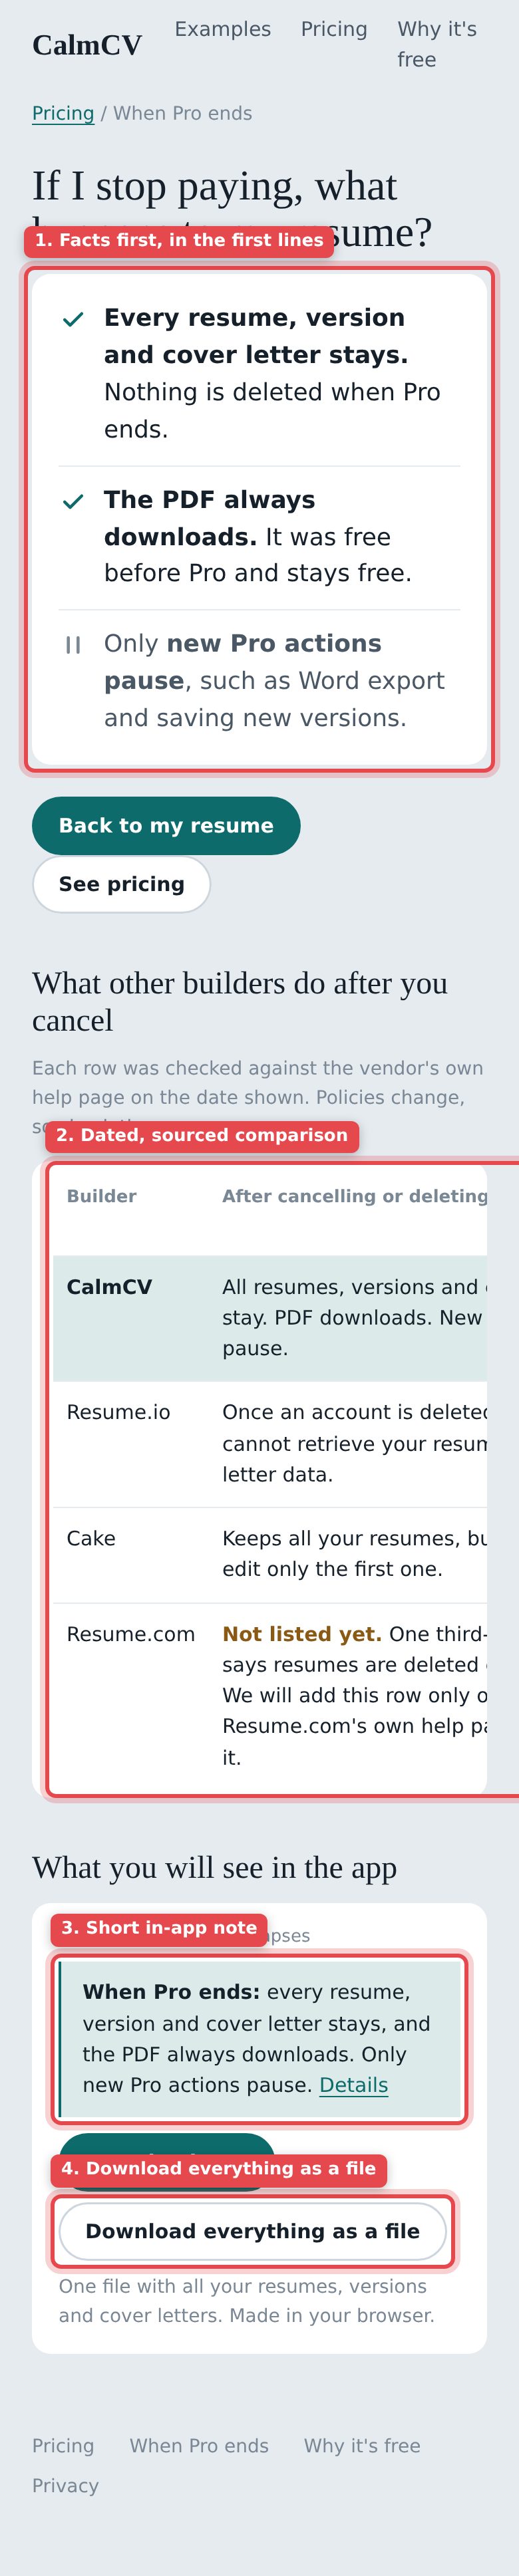 CalmCV Examples Pricing Why it's
free
Pricing / When Pro ends
If I stop paying, what
sume?
1. Facts first, in the first lines
Every resume, version
and cover letter stays.
Nothing is deleted when Pro
ends.
The PDF always
downloads. It was free
before Pro and stays free.
Only new Pro actions
pause, such as Word export
and saving new versions.
Back to my resume
See pricing
What other builders do after you
cancel
Each row was checked against the vendor's own
help page on the date shown. Policies change,
2. Dated, sourced comparison
Builder After cancelling or deleting
CalmCV All resumes, versions and
stay. PDF downloads. New
pause.
Resume.io Once an account is deleted
cannot retrieve your resum
letter data.
Cake Keeps all your resumes, bu
edit only the first one.
Resume.com Not listed yet. One third-
says resumes are deleted
We will add this row only o
Resume.com's own help pa
it.
What you will see in the app
3. Short in-app note
pses
When Pro ends: every resume,
version and cover letter stays, and
the PDF always downloads. Only
new Pro actions pause. Details
4. Download everything as a file
Download everything as a file
One file with all your resumes, versions
and cover letters. Made in your browser.
Pricing When Pro ends Why it's free
Privacy